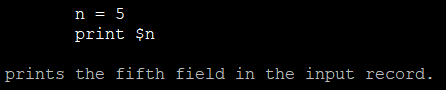 n = 5
print $n
prints the fifth field in the input record.